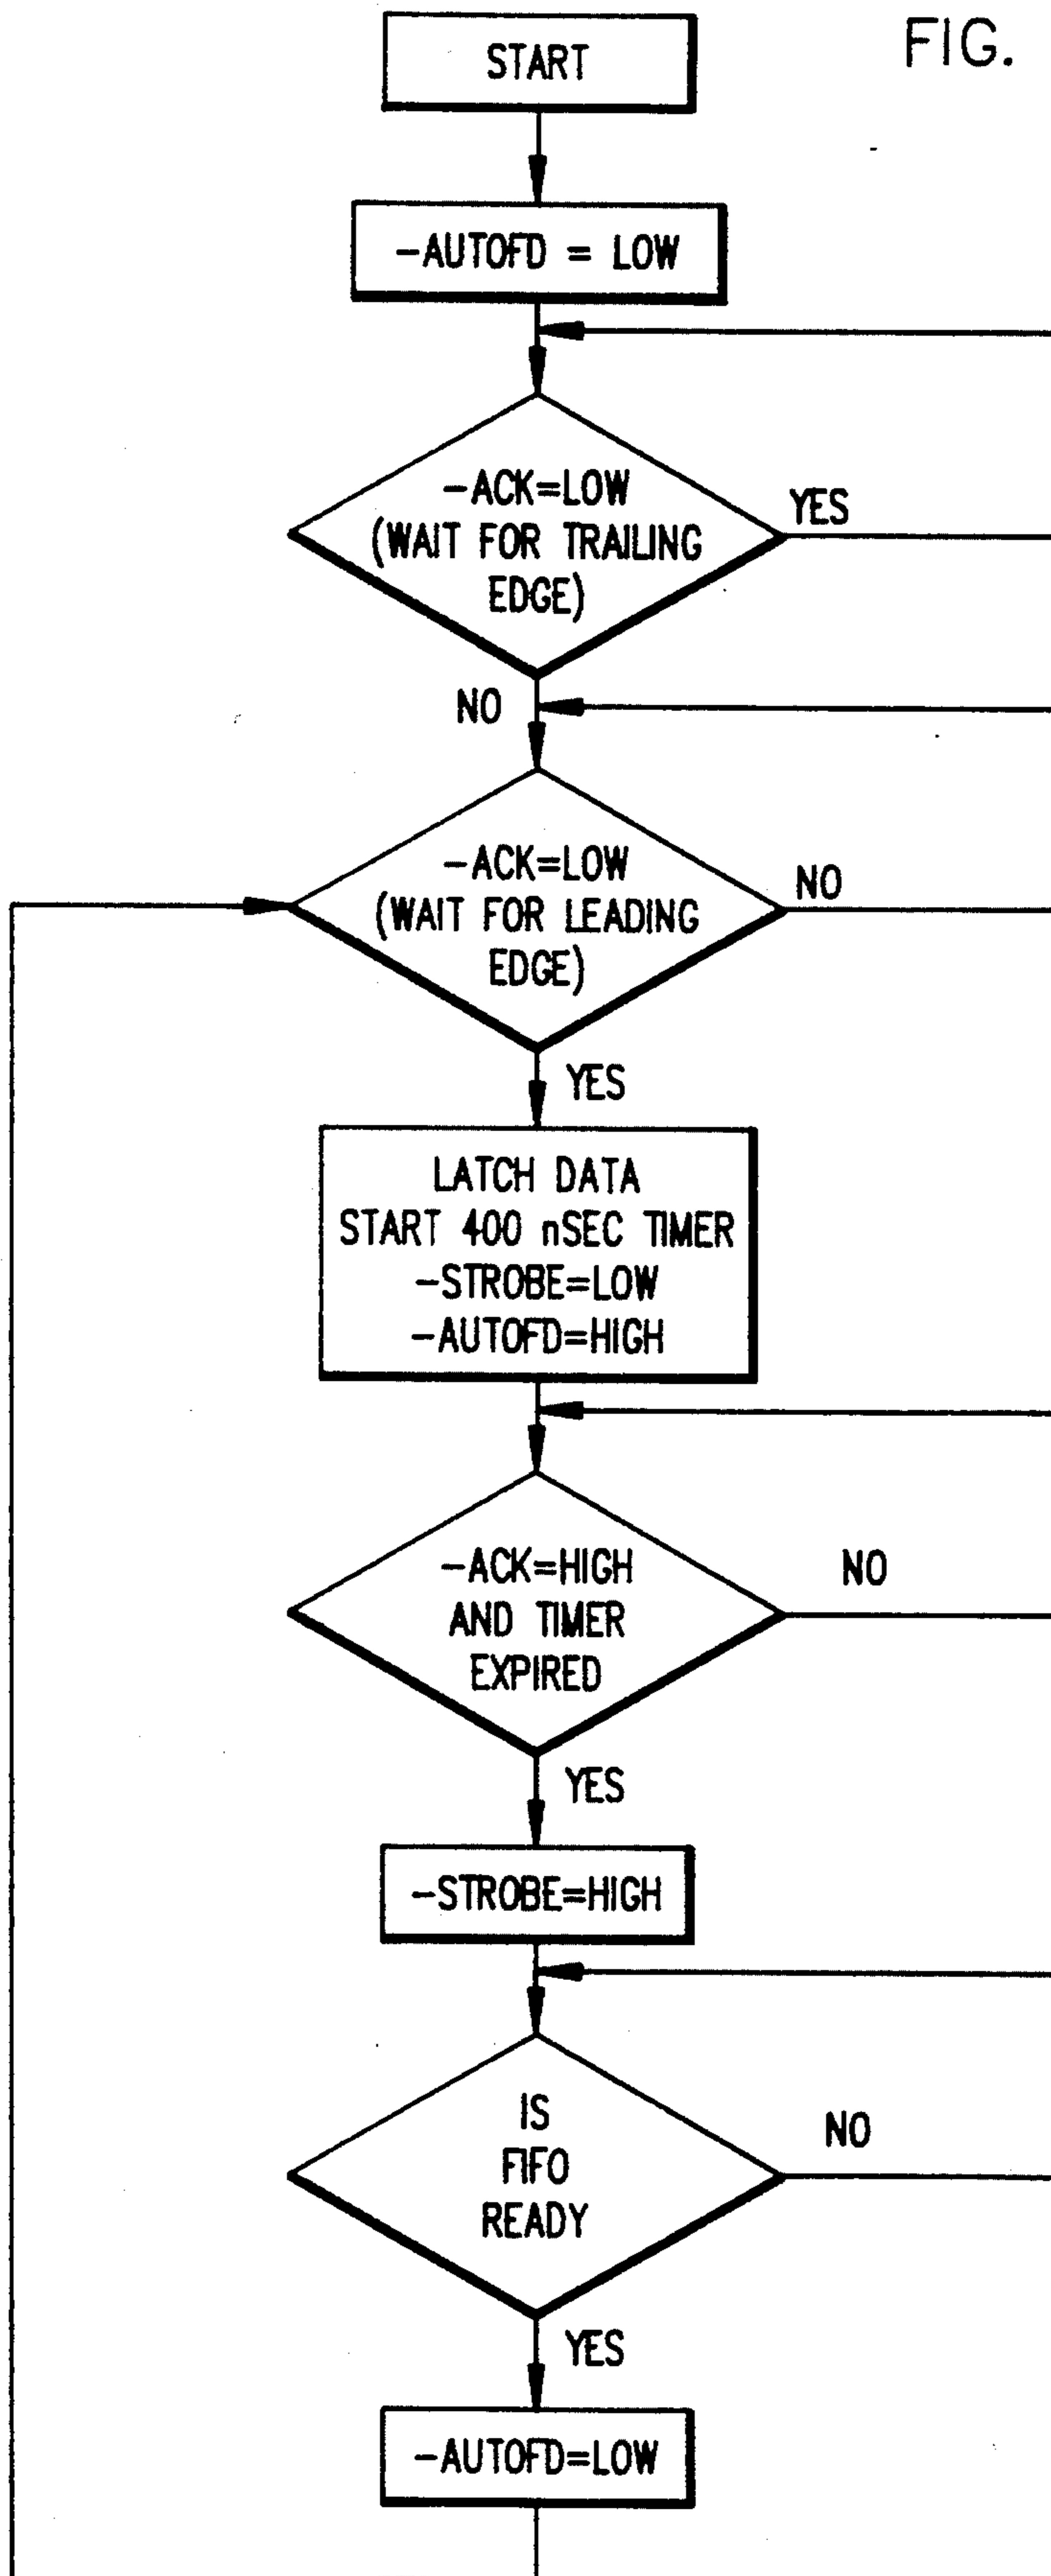 FIG.
START
-AUTOFD = LOW
-ACK=LOW
(WAIT FOR TRAILING
EDGE)
YES
NO
-ACK=LOW
(WAIT FOR LEADING
EDGE)
NO
YES
LATCH DATA
START 400 nSEC TIMER
-STROBE=LOW
-AUTOFD=HIGH
-ACK=HIGH
AND TIMER
EXPIRED
NO
YES
-STROBE=HIGH
IS
FIFO
READY
NO
YES
-AUTOFD=LOW